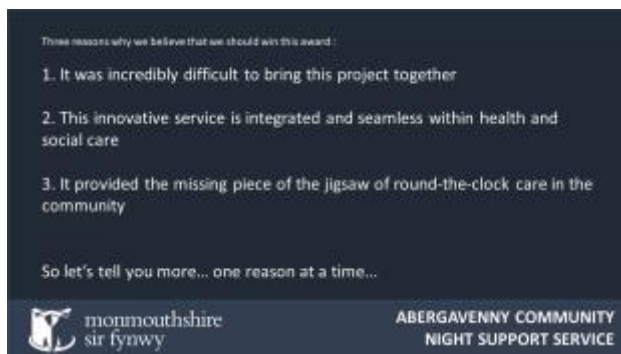 Three reasons why we believe that we should win this award :
1. It was incredibly difficult to bring this project together
2. This innovative service is integrated and seamless within health and
social care
3. It provided the missing piece of the jigsaw of round-the-clock care in the
community
So let's tell you more... one reason at a time...
monmouthshire
sir fynwy
ABERGAVENNY COMMUNITY
NIGHT SUPPORT SERVICE